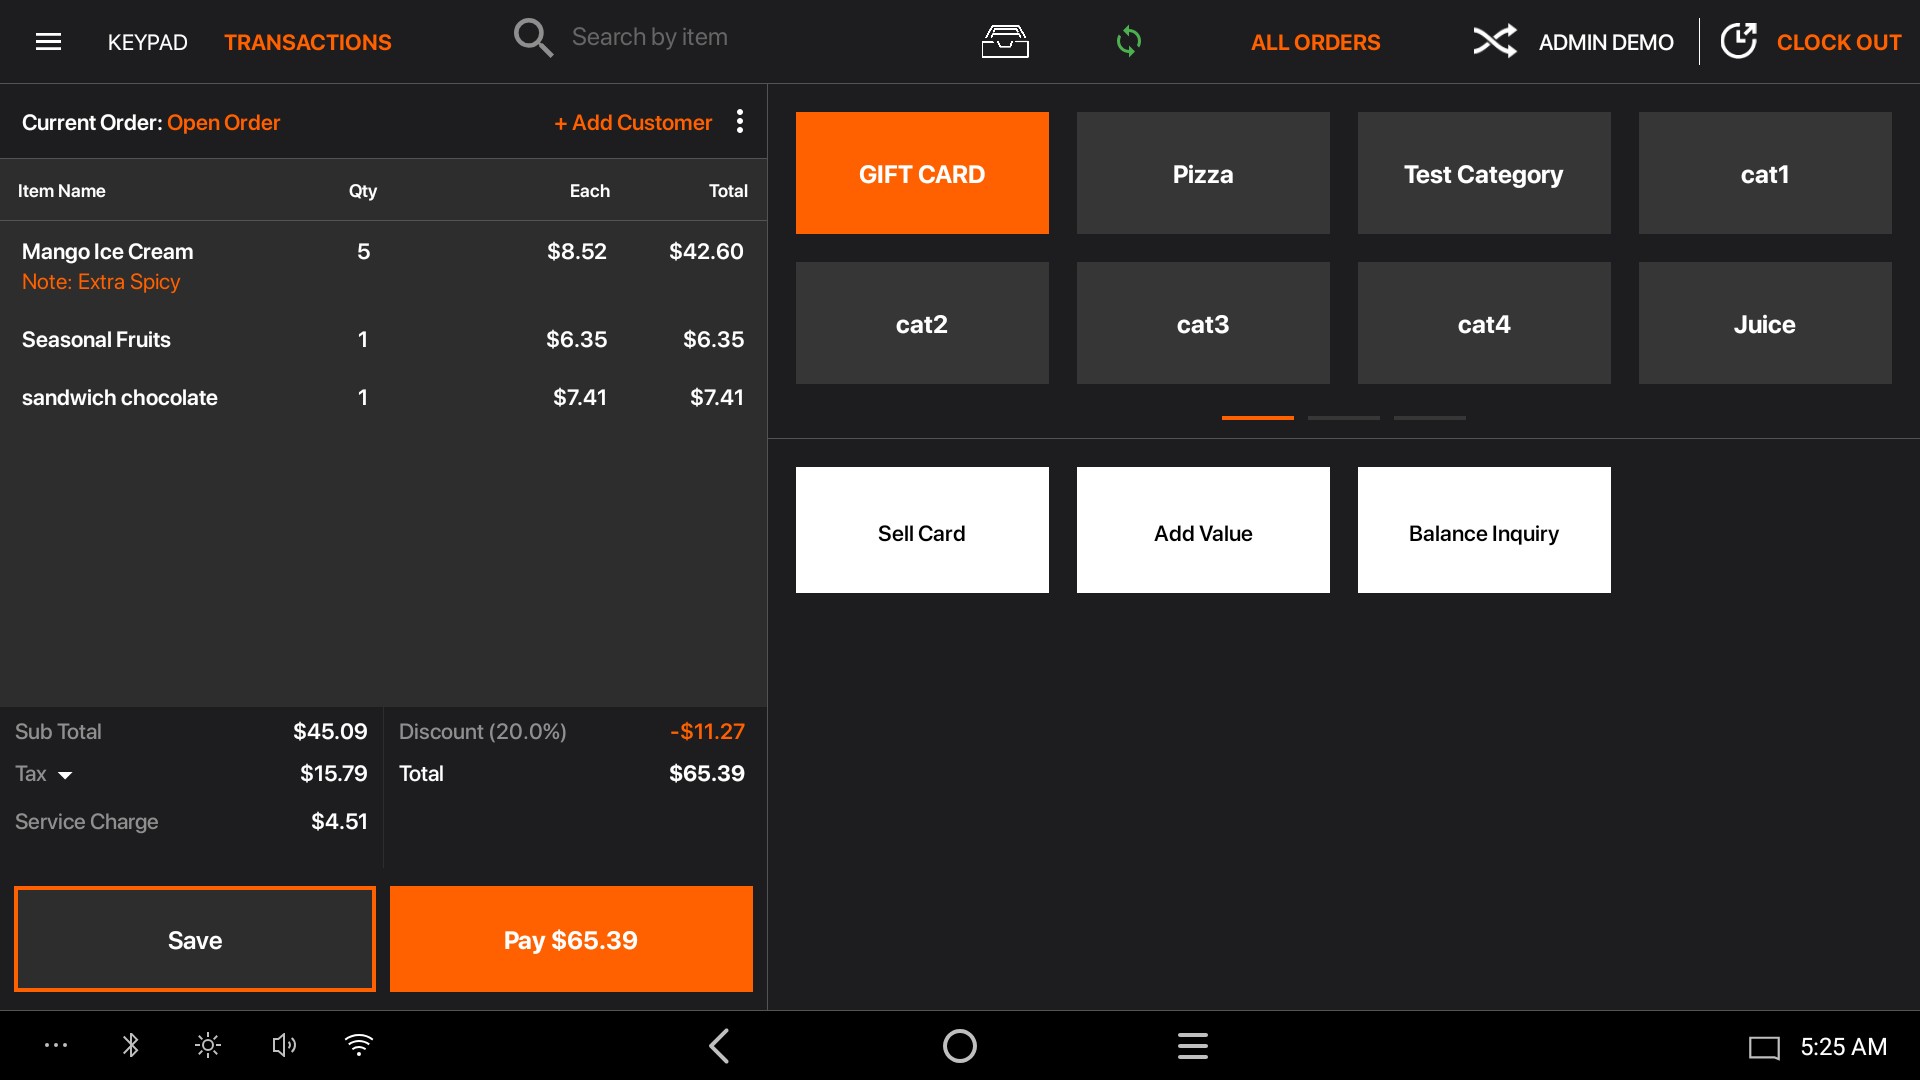 KEYPAD TRANSACTIONS Search by item ALL ORDERS ADMIN DEMO CLOCK OUT
Current Order: Open Order + Add Customer
Item Name Qty Each Total
Mango Ice Cream 5 $8.52 $42.60
Note: Extra Spicy
Seasonal Fruits 1 $6.35 $6.35
sandwich chocolate 1 $7.41 $7.41
Sub Total $45.09 Discount (20.0%) -$11.27
Tax $15.79 Total $65.39
Service Charge $4.51
Save Pay $65.39
GIFT CARD Pizza Test Category cat1
cat2 cat3 cat4 Juice
Sell Card Add Value Balance Inquiry
5:25 AM